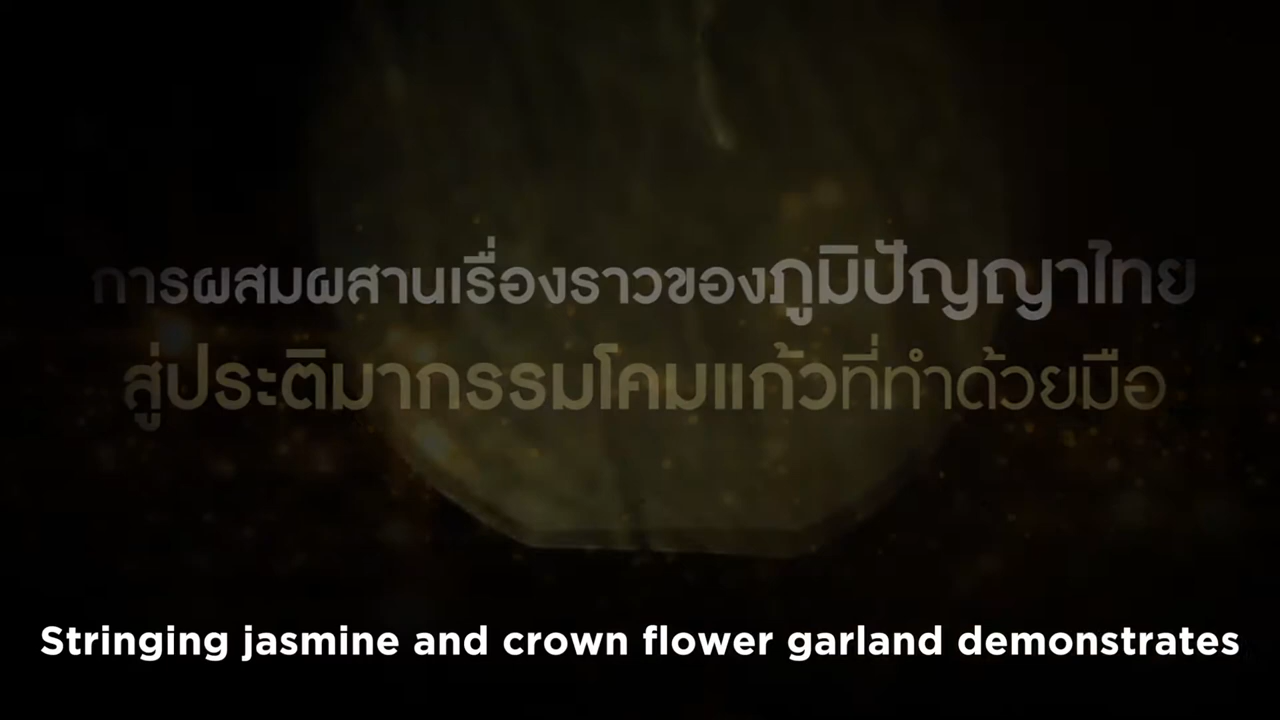 การผสมผสานเรื่องราวของภูมิปัญญาไทย
สู่ประติมากรรมโคมแก้วที่ทำด้วยมือ
Stringing jasmine and crown flower garland demonstrates